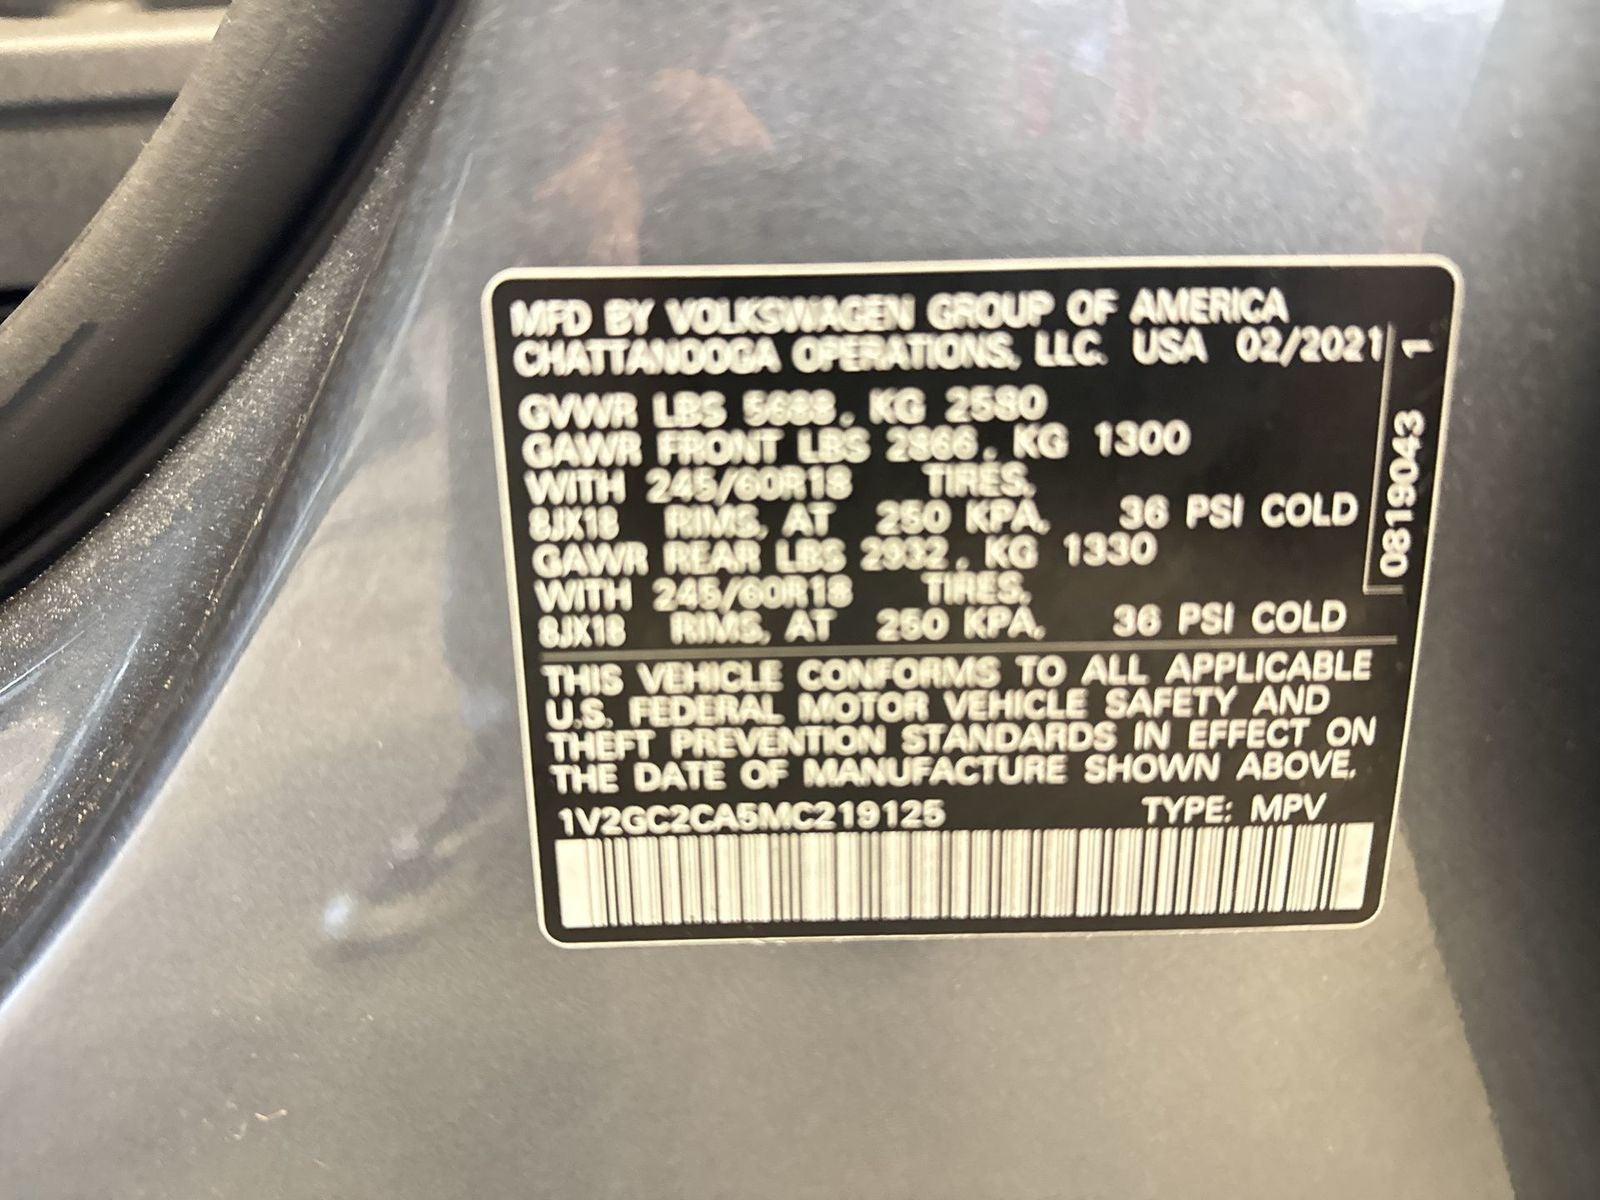 MFD BY VOLKSWAGEN GROUP OF AMERICA
CHATTANOOGA OPERATIONS, LLC. USA 02/2021
GVWR LBS 5688, KG 2580
GAWR FRONT LBS 2866, KG 1300
WITH 245/60R18 TIRES,
8JX18 RIMS, AT 250 KPA, 36 PSI COLD
GAWR REAR LBS 2932, KG 1330
WITH 245/60R18 TIRES,
8JX18 RIMS, AT 250 KPA, 36 PSI COLD
THIS VEHICLE CONFORMS TO ALL APPLICABLE
U.S. FEDERAL MOTOR VEHICLE SAFETY AND
THEFT PREVENTION STANDARDS IN EFFECT ON
THE DATE OF MANUFACTURE SHOWN ABOVE.
1V2GC2CA5MC219125 TYPE: MPV
0819043 1